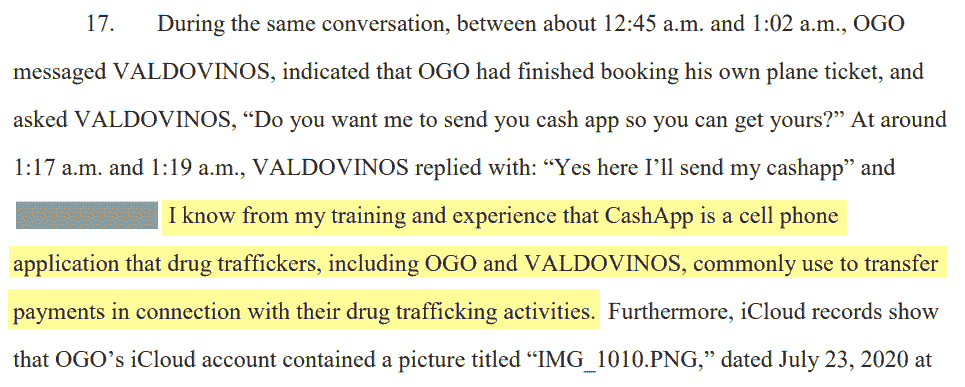 17. During the same conversation, between about 12:45 a.m. and 1:02 a.m., OGO
messaged VALDOVINOS, indicated that OGO had finished booking his own plane ticket, and
asked VALDOVINOS, “Do you want me to send you cash app so you can get yours?” At around
1:17 a.m. and 1:19 a.m., VALDOVINOS replied with: “Yes here I’ll send my cashapp” and
I know from my training and experience that CashApp is a cell phone
application that drug traffickers, including OGO and VALDOVINOS, commonly use to transfer
payments in connection with their drug trafficking activities. Furthermore, iCloud records show
that OGO’s iCloud account contained a picture titled “IMG_1010.PNG,” dated July 23, 2020 at